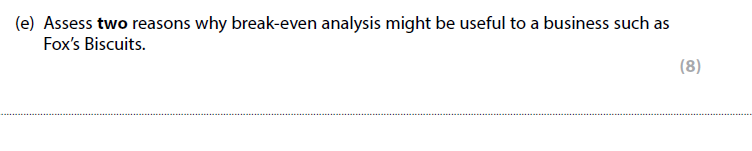 (e) Assess two reasons why break-even analysis might be useful to a business such as
Fox’s Biscuits.
(8)